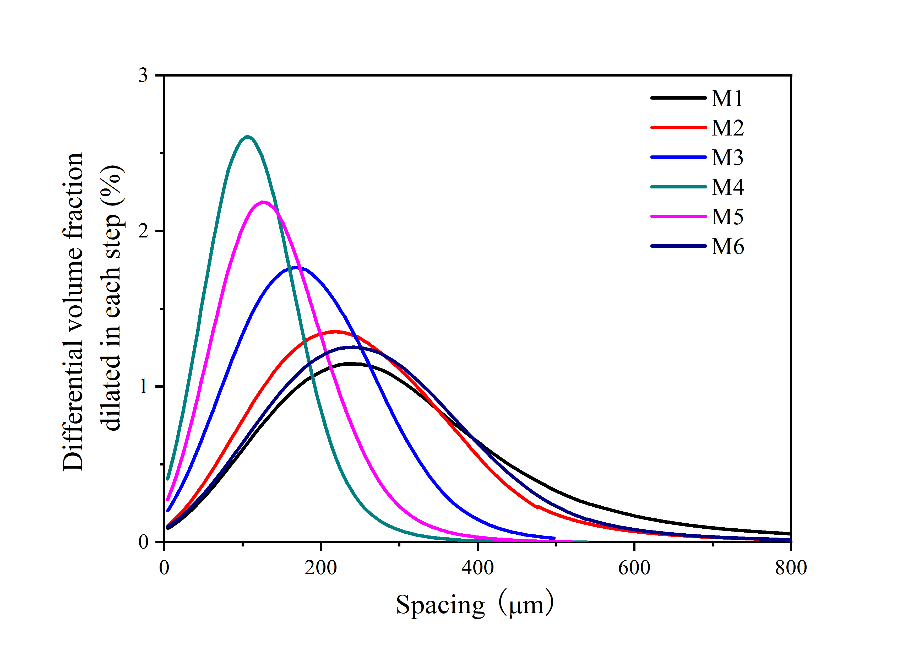 Differential volume fraction
dilated in each step (%)
3
2
1
0
0
200
400
600
800
Spacing（μm）
M1
M2
M3
M4
M5
M6